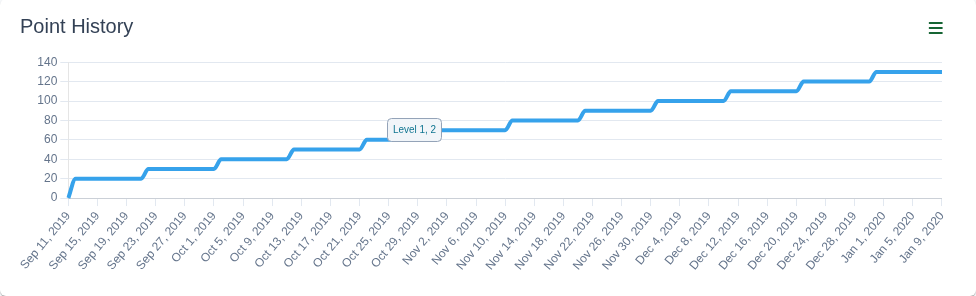 Point History
140
120
100
80
60
40
20
0
Level 1, 2
Sep 11, 2019
Sep 15, 2019
Sep 19, 2019
Sep 23, 2019
Sep 27, 2019
Oct 1, 2019
Oct 5, 2019
Oct 9, 2019
Oct 13, 2019
Oct 17, 2019
Oct 21, 2019
Oct 25, 2019
Oct 29, 2019
Nov 2, 2019
Nov 6, 2019
Nov 10, 2019
Nov 14, 2019
Nov 18, 2019
Nov 22, 2019
Nov 26, 2019
Nov 30, 2019
Dec 4, 2019
Dec 8, 2019
Dec 12, 2019
Dec 16, 2019
Dec 20, 2019
Dec 24, 2019
Dec 28, 2019
Jan 1, 2020
Jan 5, 2020
Jan 9, 2020